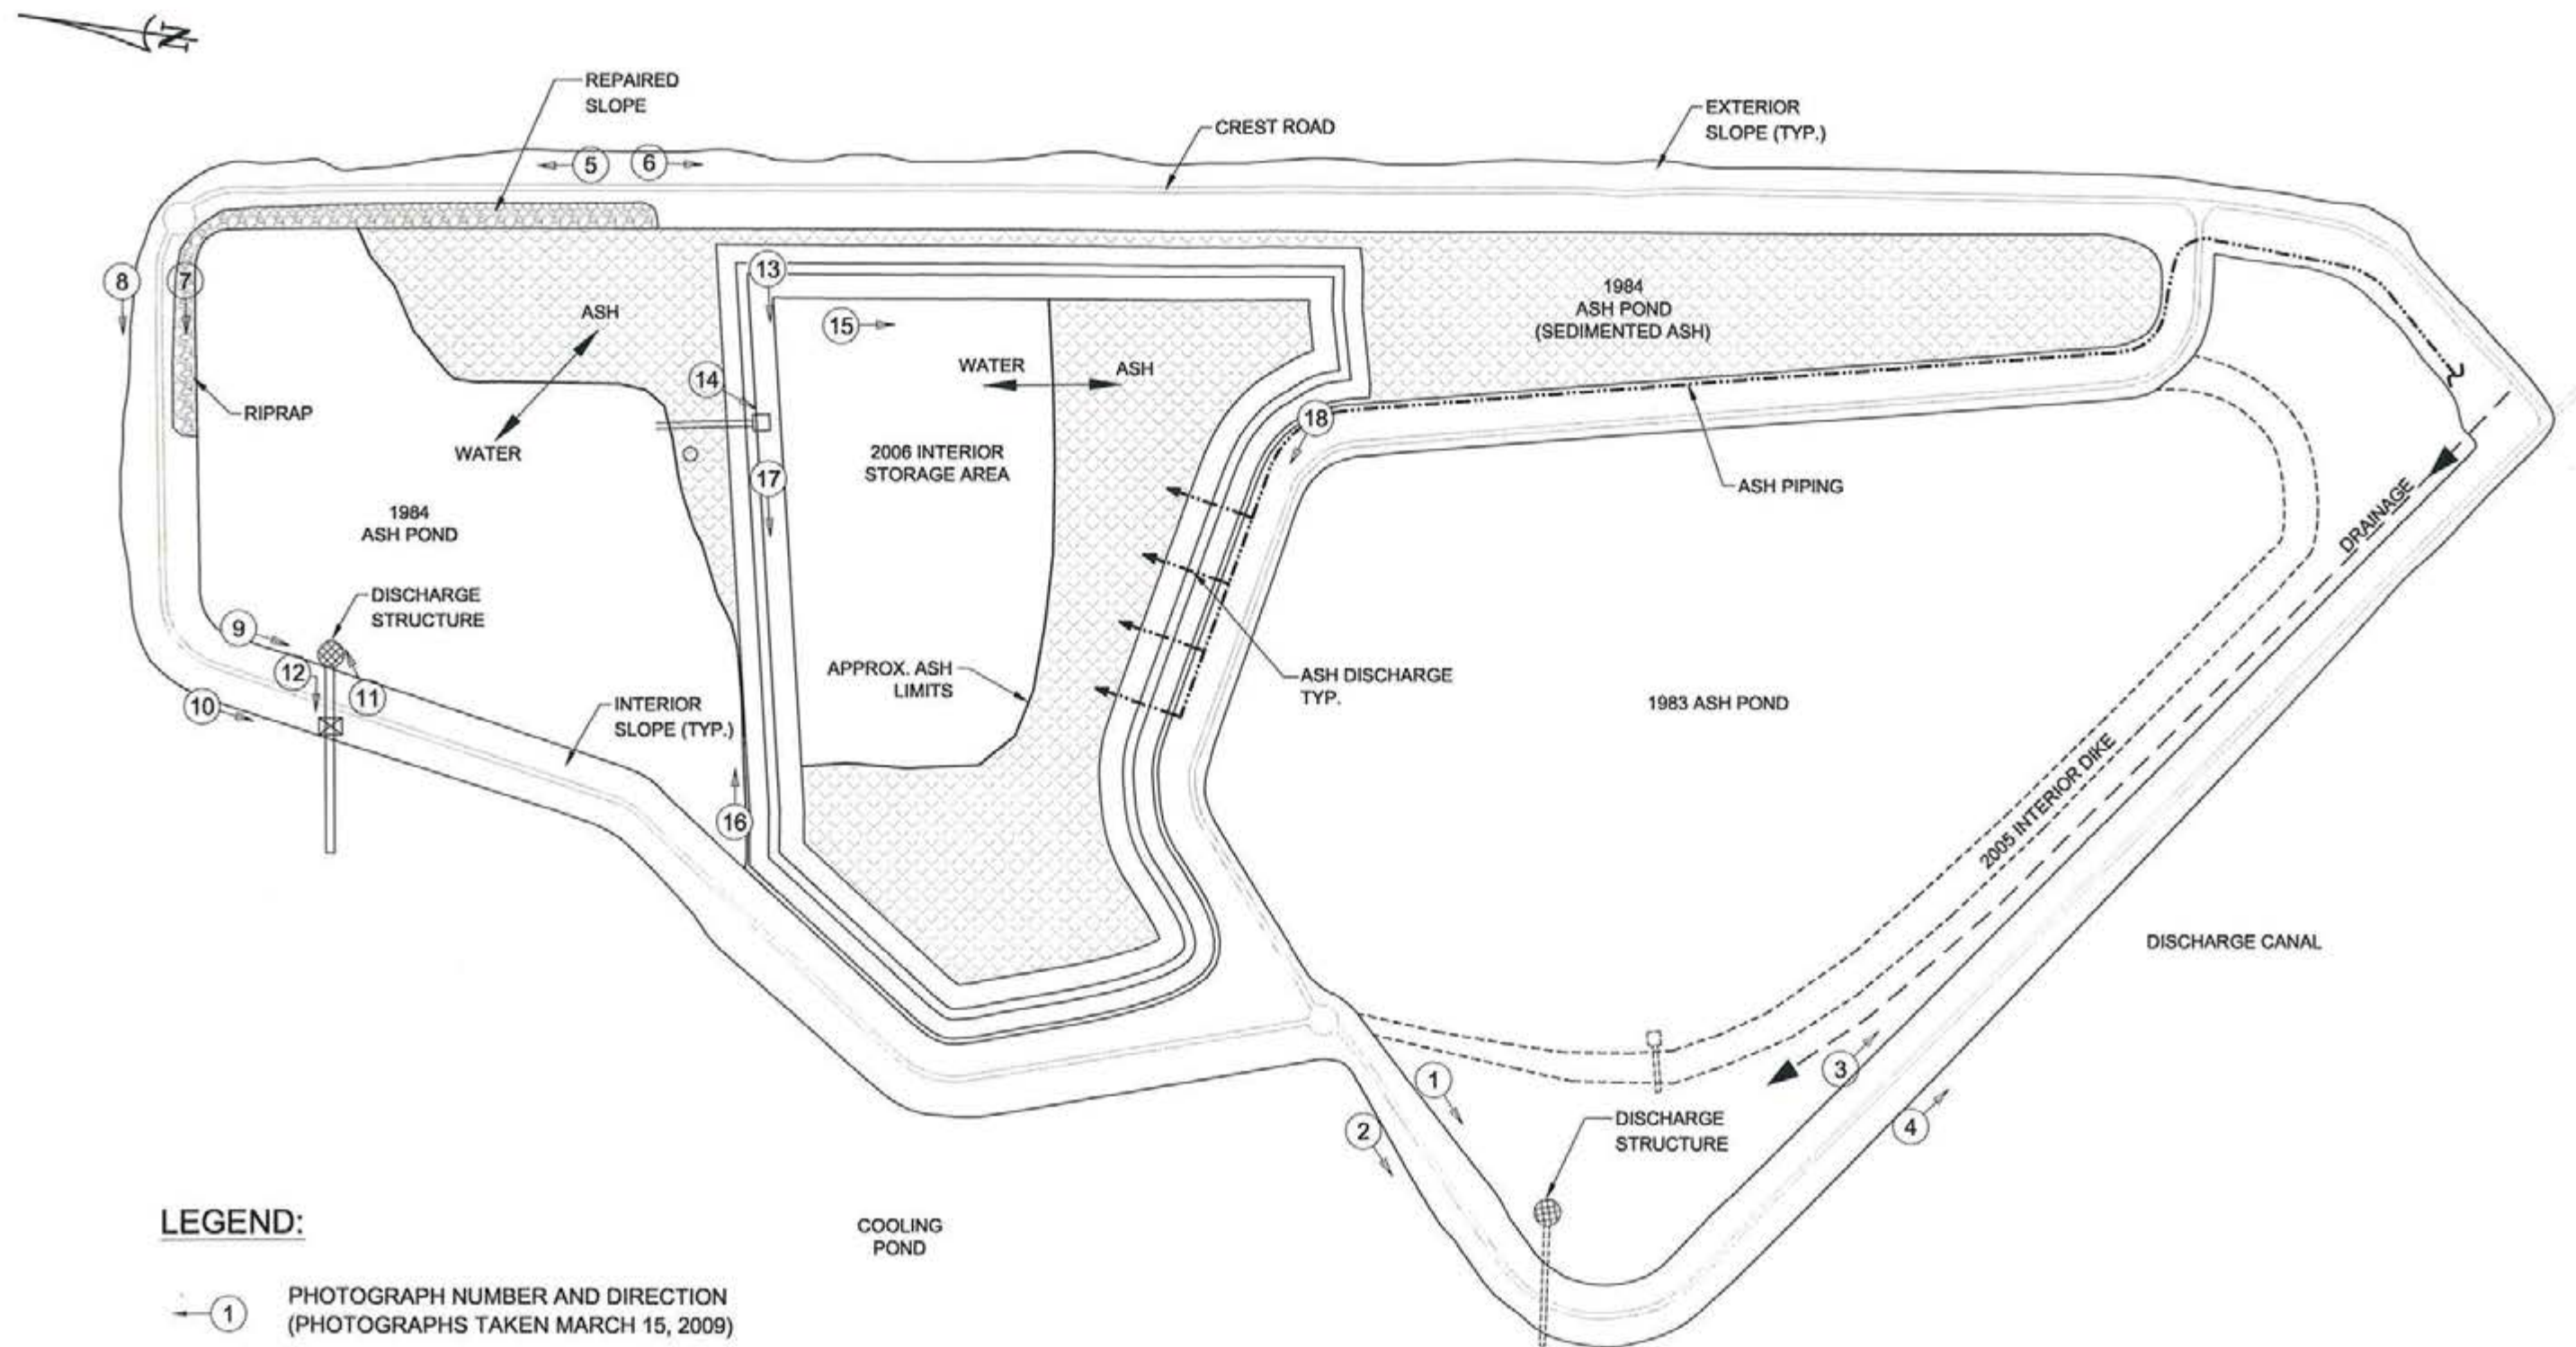 N
REPAIRED
SLOPE
CREST ROAD
EXTERIOR
SLOPE (TYP.)
5
6
8
7
13
15
14
17
18
ASH
WATER
RIPRAP
WATER
ASH
1984
ASH POND
(SEDIMENTED ASH)
2006 INTERIOR
STORAGE AREA
ASH PIPING
DRAINAGE
1984
ASH POND
DISCHARGE
STRUCTURE
9
12
11
10
INTERIOR
SLOPE (TYP.)
APPROX. ASH
LIMITS
ASH DISCHARGE
TYP.
1983 ASH POND
16
2005 INTERIOR DIKE
DISCHARGE CANAL
1
2
3
4
DISCHARGE
STRUCTURE
COOLING
POND
LEGEND:
1
PHOTOGRAPH NUMBER AND DIRECTION
(PHOTOGRAPHS TAKEN MARCH 15, 2009)